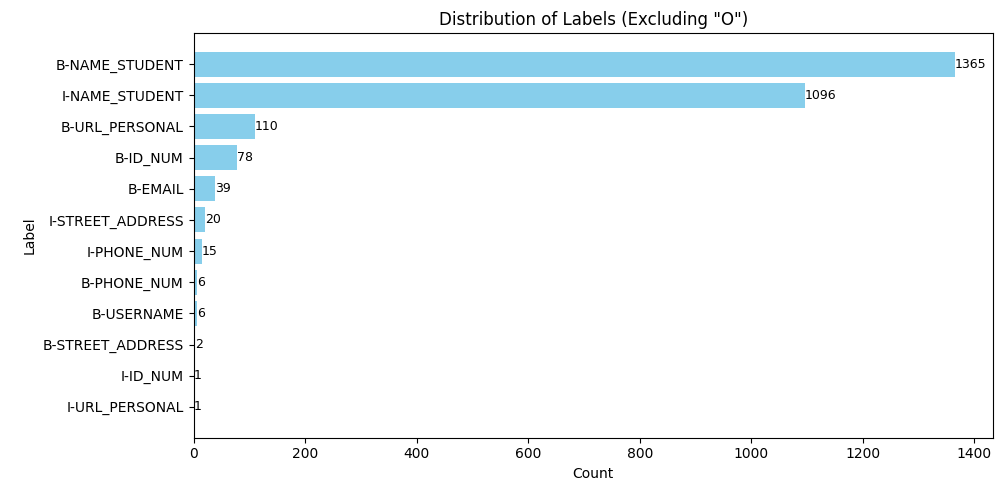 Distribution of Labels (Excluding "O")
B-NAME_STUDENT 1365
I-NAME_STUDENT 1096
B-URL_PERSONAL 110
B-ID_NUM 78
B-EMAIL 39
I-STREET_ADDRESS 20
I-PHONE_NUM 15
B-PHONE_NUM 6
B-USERNAME 6
B-STREET_ADDRESS 2
I-ID_NUM 1
I-URL_PERSONAL 1
Label
0 200 400 600 800 1000 1200 1400
Count